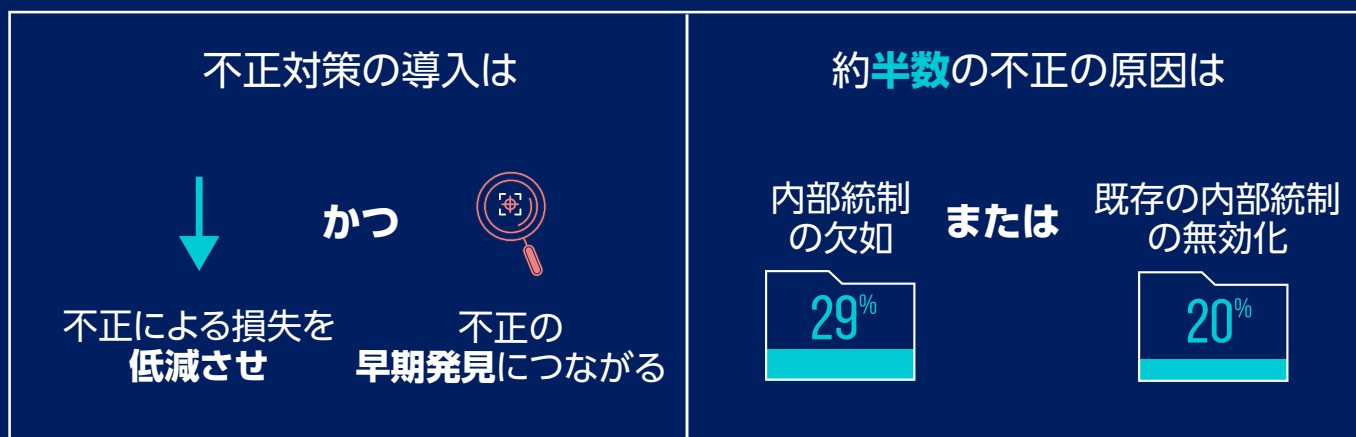 不正対策の導入は
かつ
不正による損失を
低減させ
不正の
早期発見につながる
約半数の不正の原因は
内部統制
の欠如
29%
または
既存の内部統制
の無効化
20%